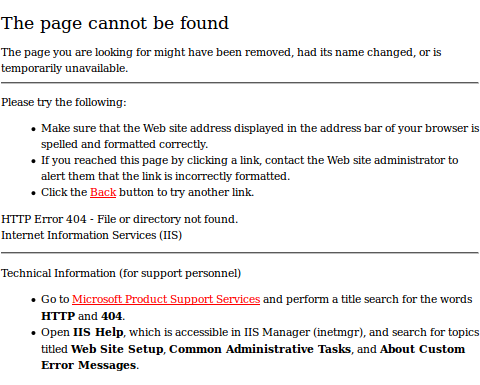 The page cannot be found
The page you are looking for might have been removed, had its name changed, or is
temporarily unavailable.
Please try the following:
• Make sure that the Web site address displayed in the address bar of your browser is
spelled and formatted correctly.
• If you reached this page by clicking a link, contact the Web site administrator to
alert them that the link is incorrectly formatted.
• Click the Back button to try another link.
HTTP Error 404 - File or directory not found.
Internet Information Services (IIS)
Technical Information (for support personnel)
• Go to Microsoft Product Support Services and perform a title search for the words
HTTP and 404.
• Open IIS Help, which is accessible in IIS Manager (inetmgr), and search for topics
titled Web Site Setup, Common Administrative Tasks, and About Custom
Error Messages.